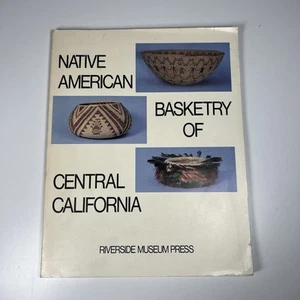 NATIVE
AMERICAN
BASKETRY
OF
CENTRAL
CALIFORNIA
RIVERSIDE MUSEUM PRESS